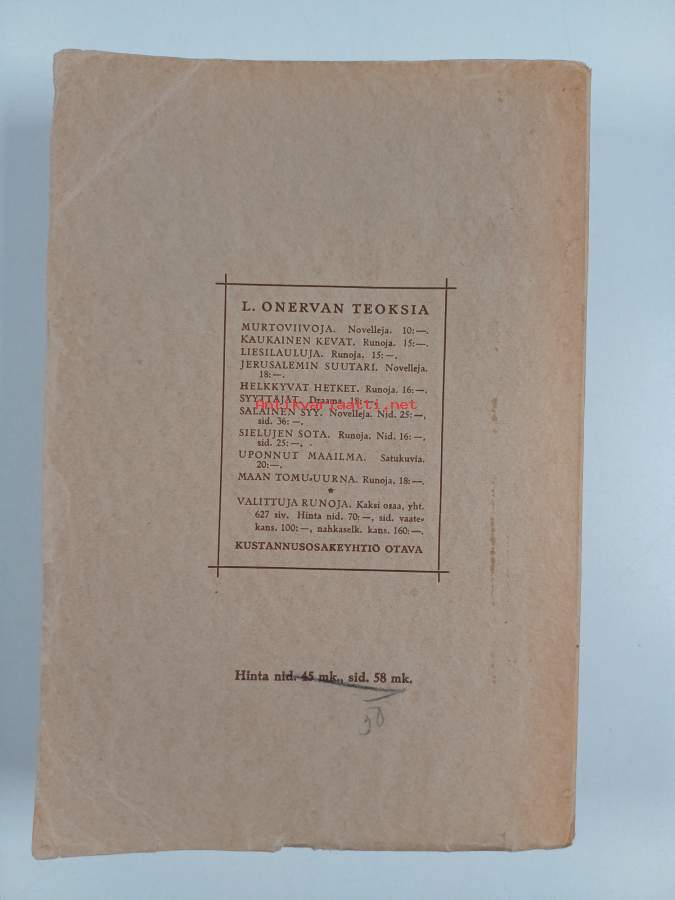 L. ONERVAN TEOKSIA
MURTOVIIVOJA. Novelleja. 10:—.
KAUKAINEN KEVÄT. Runoja. 15:—.
LIESILAULUJA. Runoja. 15:—.
JERUSALEMIN SUUTARI. Novelleja.
18:—.
HELKKYVÄT HETKET. Runoja. 16:—.
SYYTTÄJÄT. Draama. 18:—.
antikvariaatti.net
SALAINEN SYY. Novelleja. Nid. 25:—,
sid. 36:—.
SIELUJEN SOTA. Runoja. Nid. 16:—,
sid. 25:—.
UPONNUT MAAILMA. Satukuvia.
20:—.
MAAN TOMU-UURNA. Runoja. 18:—.
*
VALITTUJA RUNOJA. Kaksi osaa, yht.
627 siv. Hinta nid. 70:—, sid. vaate-
kans. 100:—, nahkaselk. kans. 160:—.
KUSTANNUSOSAKEYHTIÖ OTAVA
Hinta nid. 45 mk., sid. 58 mk.